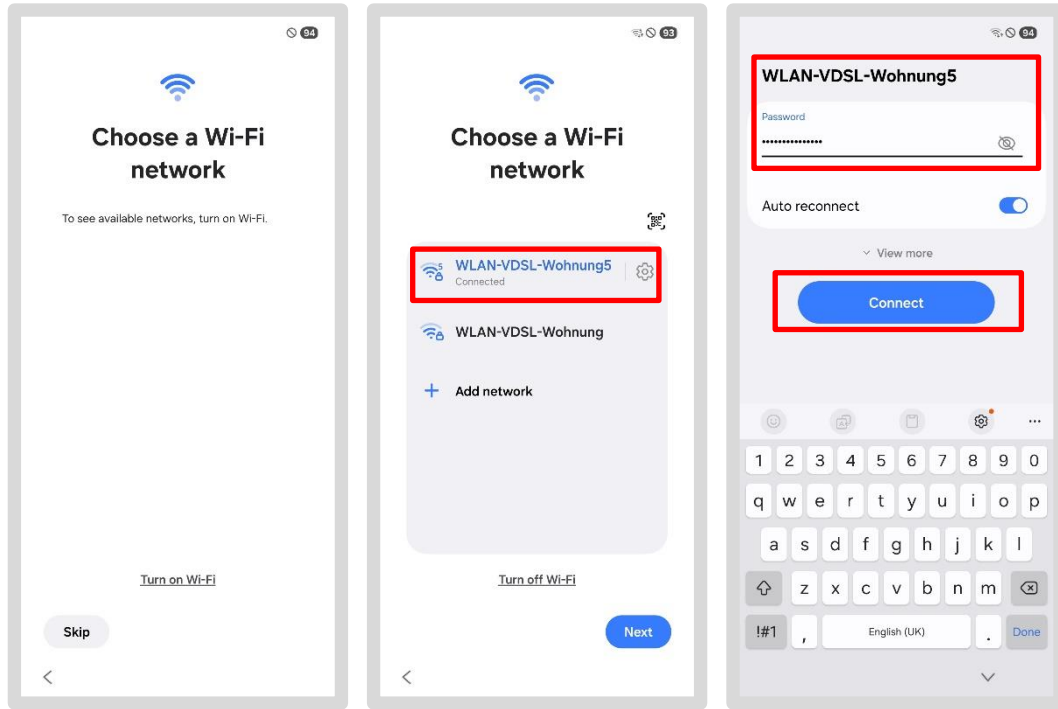 94
Choose a Wi-Fi
network
To see available networks, turn on Wi-Fi.
Turn on Wi-Fi
Skip
93
Choose a Wi-Fi
network
WLAN-VDSL-Wohnung5
Connected
WLAN-VDSL-Wohnung
Add network
Turn off Wi-Fi
Next
94
WLAN-VDSL-Wohnung5
Password
•••••••••••••••
Auto reconnect
View more
Connect
1 2 3 4 5 6 7 8 9 0
q w e r t y u i o p
a s d f g h j k l
z x c v b n m
!#1 , English (UK) . Done